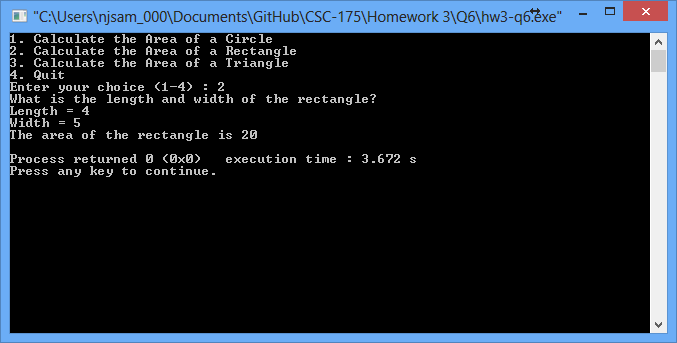 "C:\Users\njsam_000\Documents\GitHub\CSC-175\Homework 3\Q6\hw3-q6.exe"
1. Calculate the Area of a Circle
2. Calculate the Area of a Rectangle
3. Calculate the Area of a Triangle
4. Quit
Enter your choice (1-4) : 2
What is the length and width of the rectangle?
Length = 4
Width = 5
The area of the rectangle is 20
Process returned 0 (0x0)   execution time : 3.672 s
Press any key to continue.